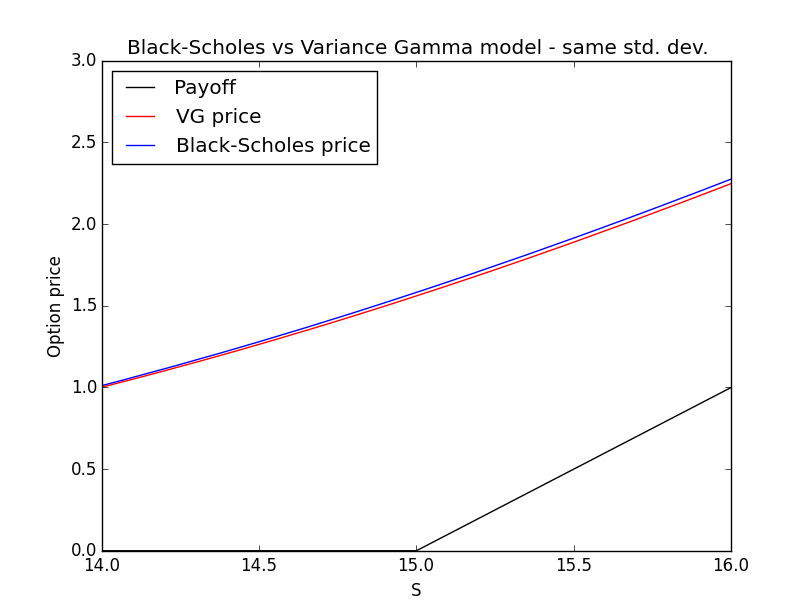 Black-Scholes vs Variance Gamma model - same std. dev.
3.0
Payoff
VG price
Black-Scholes price
2.5
2.0
1.5
1.0
0.5
0.0
Option price
14.0 14.5 15.0 15.5 16.0
S